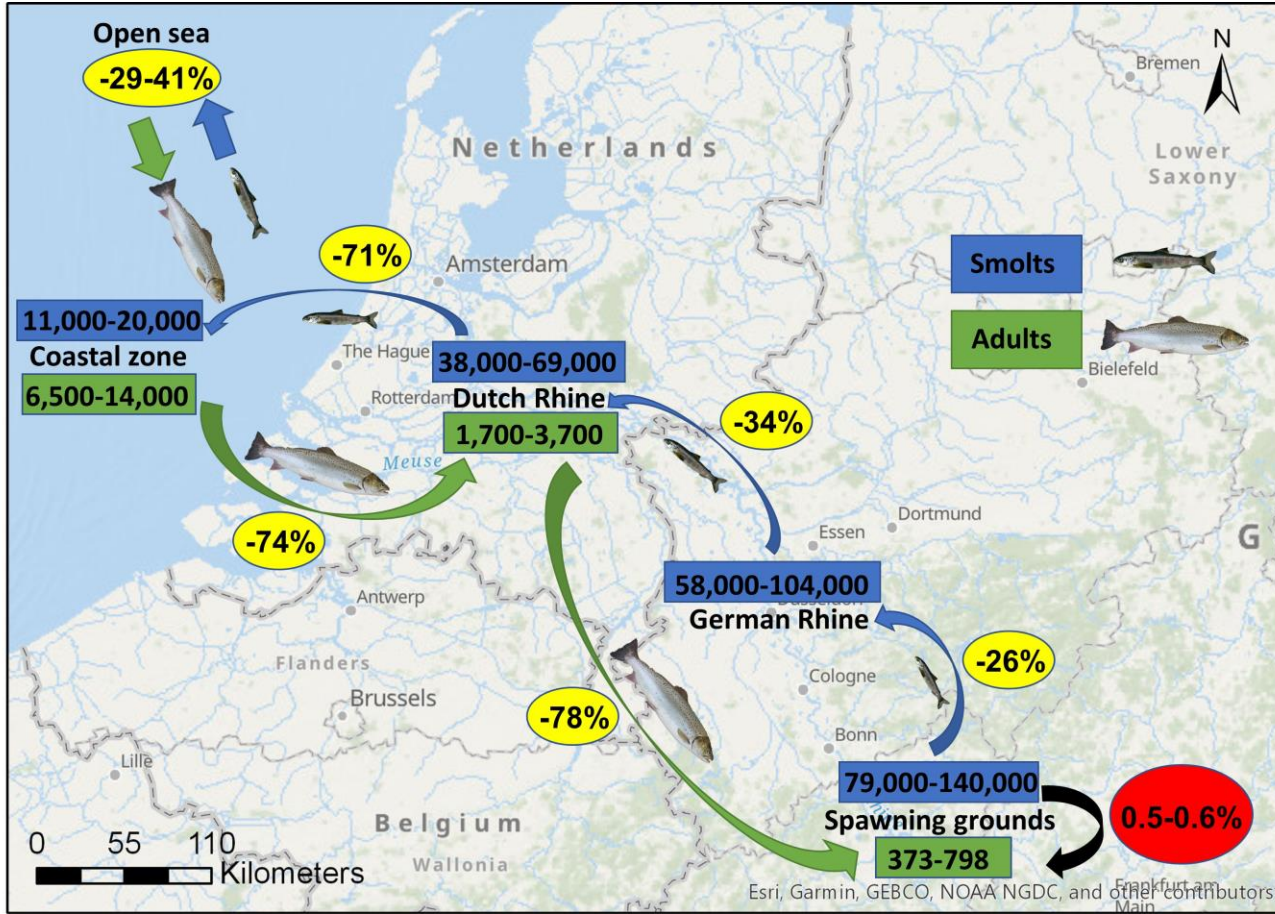 Open sea
-29-41%
N
Bremen
Netherlands
Lower
Saxony
-71%
Amsterdam
Smolts
11,000-20,000
Coastal zone
6,500-14,000
The Hague
38,000-69,000
Adults
Rotterdam
Dutch Rhine
Bielefeld
1,700-3,700
-34%
Meuse
-74%
Essen
Dortmund
G
58,000-104,000
Antwerp
German Rhine
Flanders
-26%
Brussels
Cologne
-78%
Bonn
Lille
79,000-140,000
0.5-0.6%
0 55 110
Kilometers
Belgium
Spawning grounds
Wallonia
373-798
Frankfurt am
Main
Esri, Garmin, GEBCO, NOAA NGDC, and other contributors